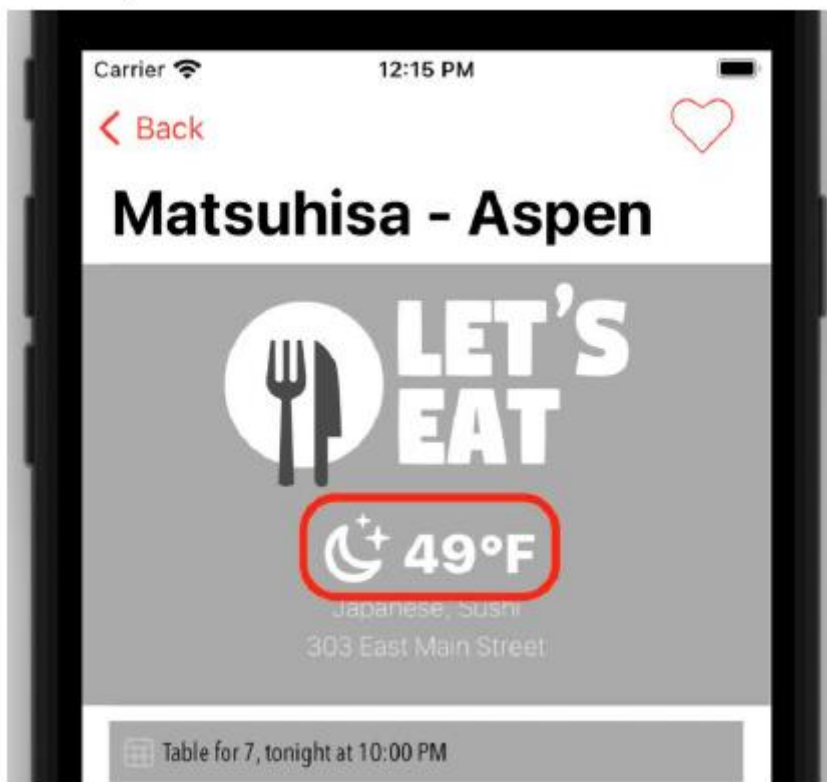 Carrier 12:15 PM
Back
Matsuhisa - Aspen
LET'S
EAT
49°F
Japanese, Sushi
303 East Main Street
Table for 7, tonight at 10:00 PM